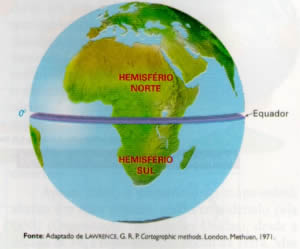 HEMISFÉRIO
NORTE
0°
Equador
HEMISFÉRIO
SUL
Fonte: Adaptado de LAWRENCE, G. R. P. Cartographic methods. London, Methuen, 1971.